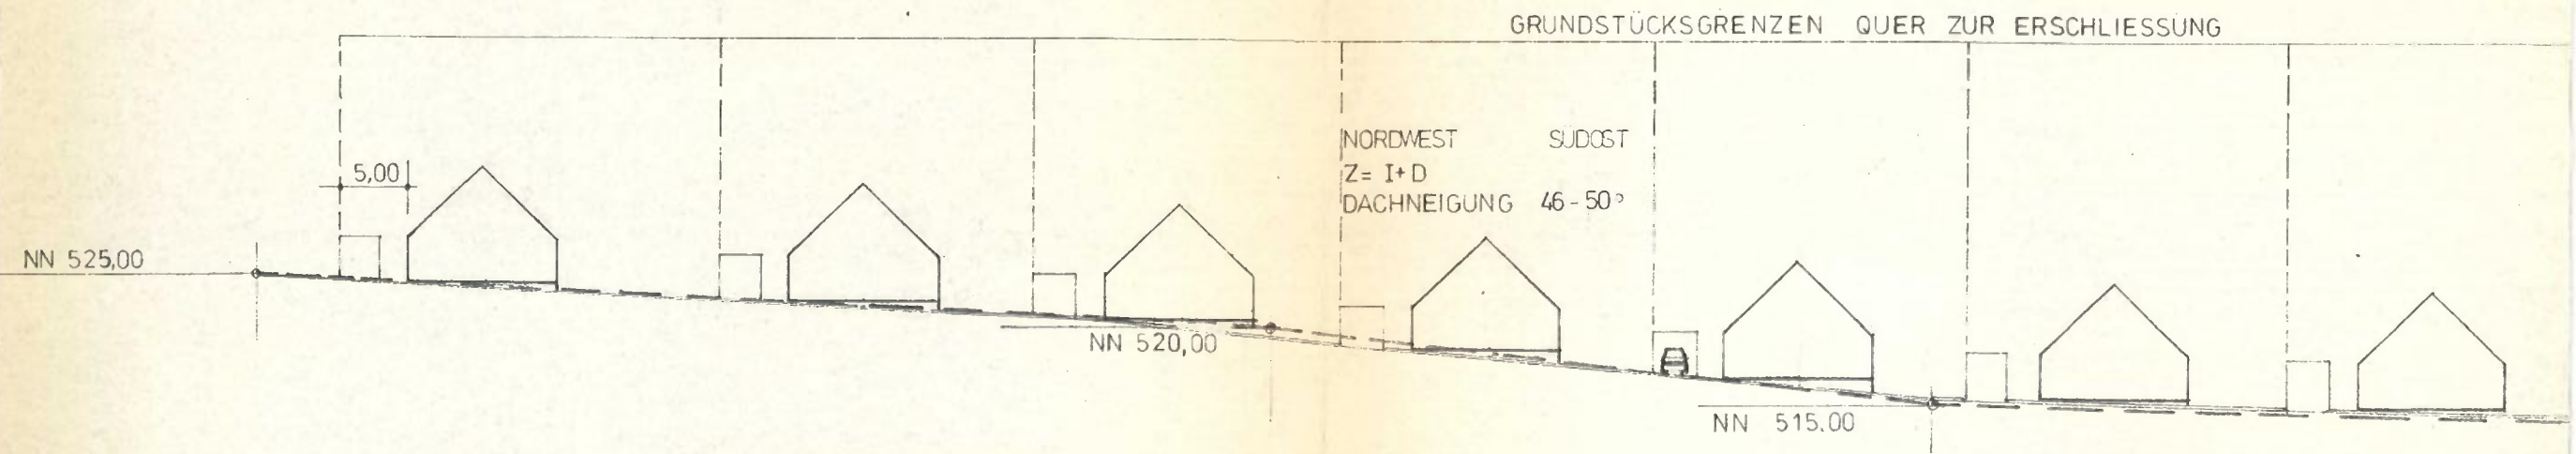 GRUNDSTÜCKSGRENZEN QUER ZUR ERSCHLIESSUNG
NORDWEST SÜDOST
Z= I+D
DACHNEIGUNG 46-50°
5,00
NN 525,00
NN 520,00
NN 515.00